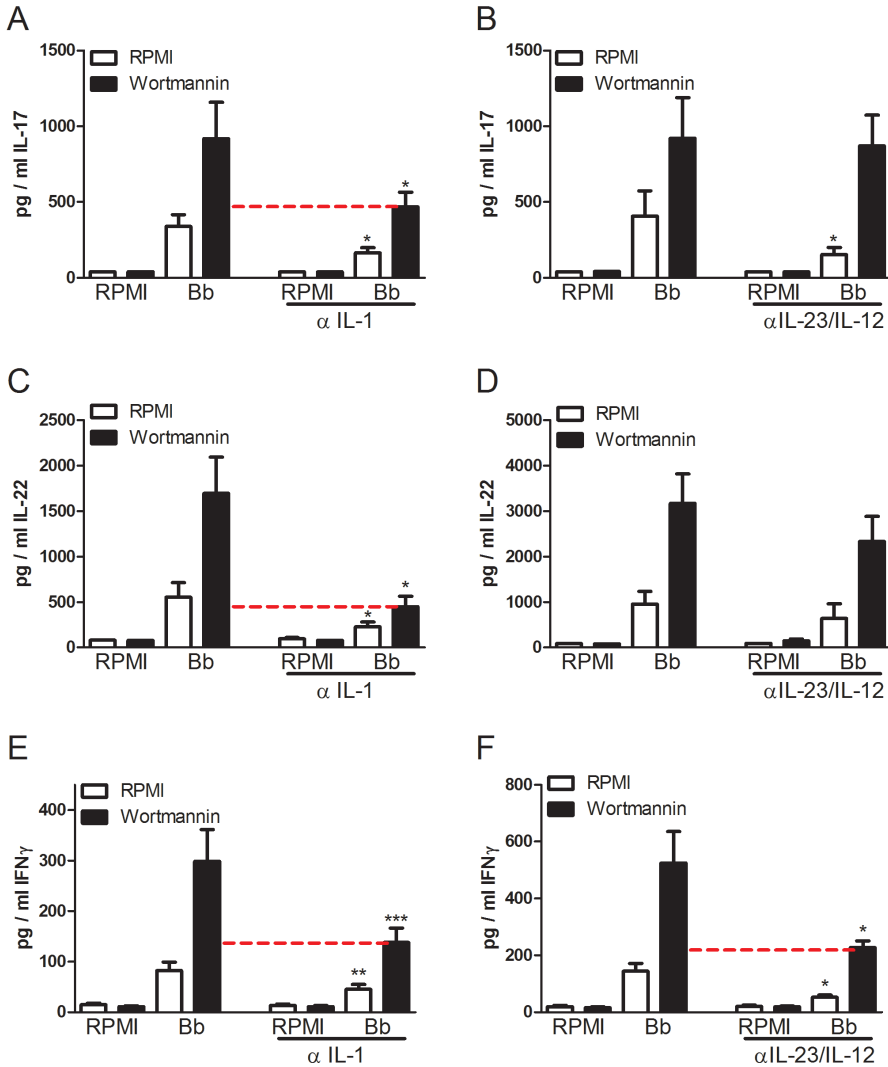 A
1500
1000
500
0
pg / ml IL-17
RPMI
Wortmannin
*
*
RPMI Bb RPMI Bb
α IL-1
B
1500
1000
500
0
pg / ml IL-17
RPMI
Wortmannin
*
RPMI Bb RPMI Bb
αIL-23/IL-12
C
2500
2000
1500
1000
500
0
pg / ml IL-22
RPMI
Wortmannin
*
*
RPMI Bb RPMI Bb
α IL-1
D
5000
4000
3000
2000
1000
0
pg / ml IL-22
RPMI
Wortmannin
RPMI Bb RPMI Bb
αIL-23/IL-12
E
400
300
200
100
0
pg / ml IFNγ
RPMI
Wortmannin
***
**
RPMI Bb RPMI Bb
α IL-1
F
800
600
400
200
0
pg / ml IFNγ
RPMI
Wortmannin
*
*
RPMI Bb RPMI Bb
αIL-23/IL-12